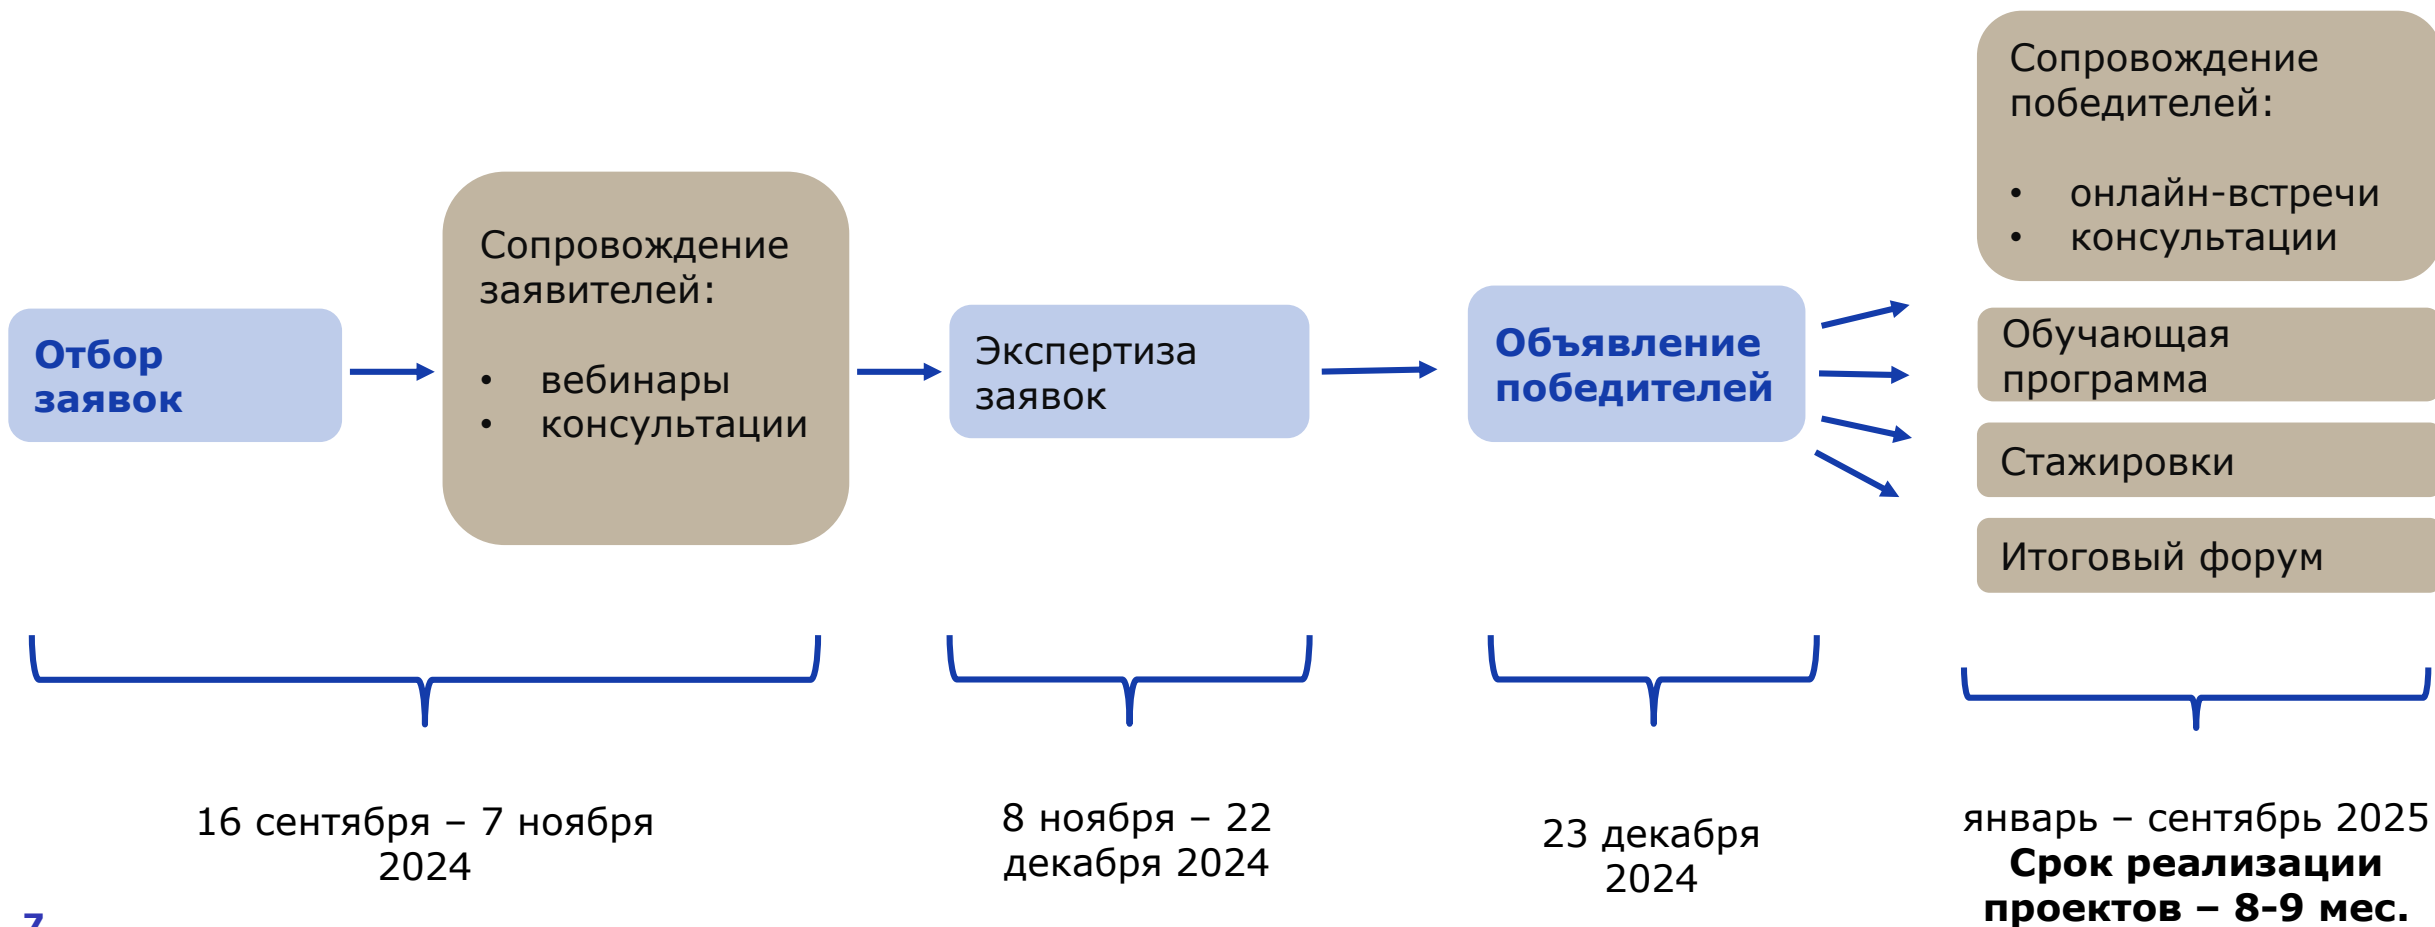 Отбор
заявок
Сопровождение
заявителей:
• вебинары
• консультации
Экспертиза
заявок
Объявление
победителей
Сопровождение
победителей:
• онлайн-встречи
• консультации
Обучающая
программа
Стажировки
Итоговый форум
16 сентября – 7 ноября
2024
8 ноября – 22
декабря 2024
23 декабря
2024
январь – сентябрь 2025
Срок реализации
проектов – 8-9 мес.
7